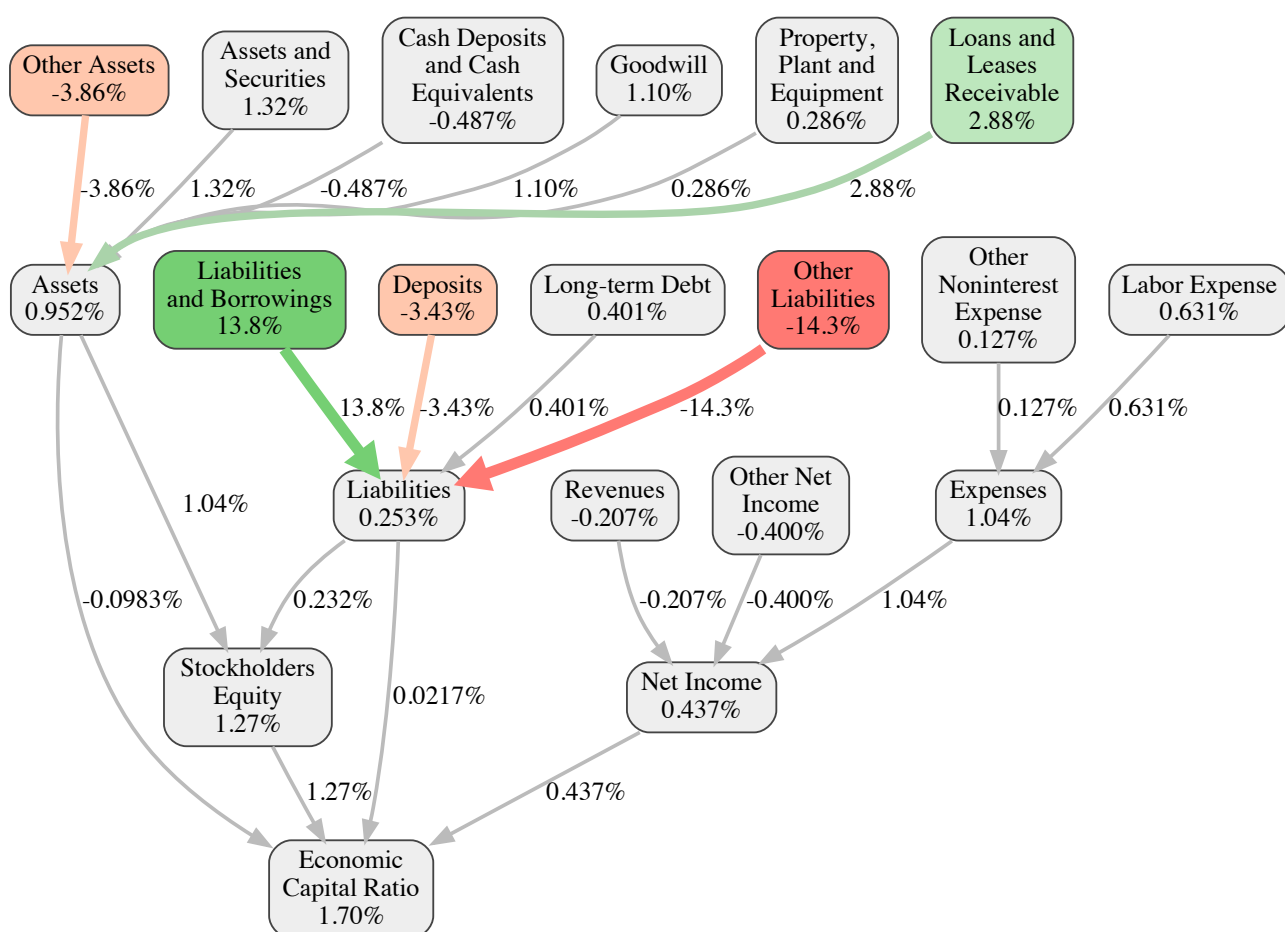 Other Assets
-3.86%
Assets and
Securities
1.32%
Cash Deposits
and Cash
Equivalents
-0.487%
Goodwill
1.10%
Property,
Plant and
Equipment
0.286%
Loans and
Leases
Receivable
2.88%
-3.86%
1.32%
-0.487%
1.10%
0.286%
2.88%
Assets
0.952%
Liabilities
and Borrowings
13.8%
Deposits
-3.43%
Long-term Debt
0.401%
Other
Liabilities
-14.3%
Other
Noninterest
Expense
0.127%
Labor Expense
0.631%
13.8%
-3.43%
0.401%
-14.3%
0.127%
0.631%
1.04%
Liabilities
0.253%
Revenues
-0.207%
Other Net
Income
-0.400%
Expenses
1.04%
-0.0983%
0.232%
-0.207%
-0.400%
1.04%
Stockholders
Equity
1.27%
0.0217%
Net Income
0.437%
1.27%
0.437%
Economic
Capital Ratio
1.70%